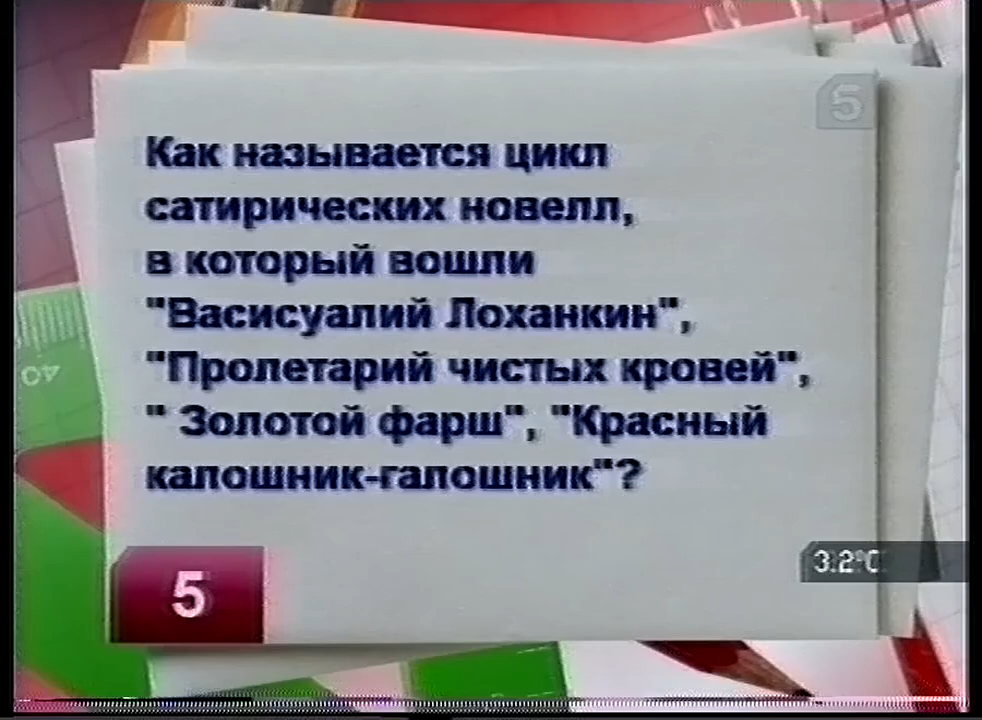 5
Как называется цикл
сатирических новелл,
в который вошли
"Васисуалий Лоханкин",
"Пролетарий чистых кровей",
" Золотой фарш", "Красный
калошник-галошник"?
3.2°C
5